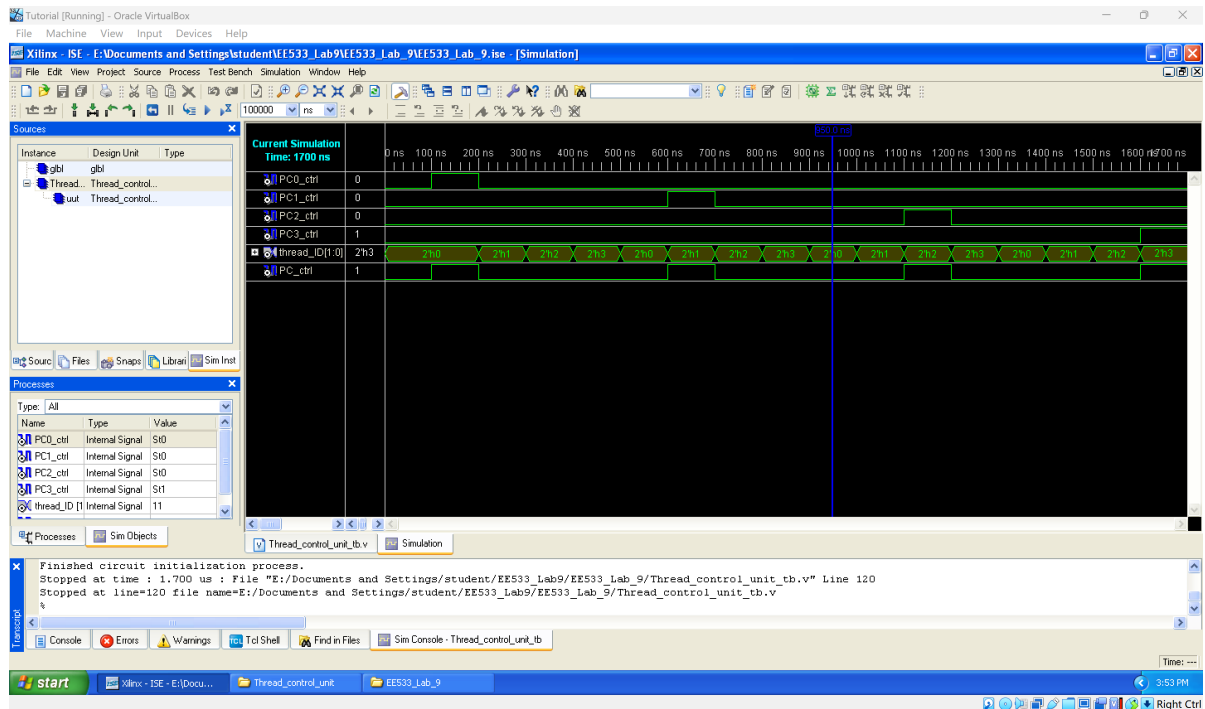 Tutorial [Running] - Oracle VirtualBox
File Machine View Input Devices Help
Xilinx - ISE - E:\Documents and Settings\student\EE533_Lab9\EE533_Lab_9\EE533_Lab_9.ise - [Simulation]
File Edit View Project Source Process Test Bench Simulation Window Help
100000 ns
Sources
Instance Design Unit Type
glbl glbl
Thread... Thread_control...
uut Thread_control...
Sourc Files Snaps Librari Sim Inst
Processes
Type: All
Name Type Value
PC0_ctrl Internal Signal St0
PC1_ctrl Internal Signal St0
PC2_ctrl Internal Signal St0
PC3_ctrl Internal Signal St1
thread_ID [1 Internal Signal 11
Processes Sim Objects
950.0 ns
Current Simulation
Time: 1700 ns
0 ns 100 ns 200 ns 300 ns 400 ns 500 ns 600 ns 700 ns 800 ns 900 ns 1000 ns 1100 ns 1200 ns 1300 ns 1400 ns 1500 ns 1600 ns 1700 ns
PC0_ctrl 0
PC1_ctrl 0
PC2_ctrl 0
PC3_ctrl 1
thread_ID[1:0] 2'h3 2'h0 2'h1 2'h2 2'h3 2'h0 2'h1 2'h2 2'h3 2'h0 2'h1 2'h2 2'h3 2'h0 2'h1 2'h2 2'h3
PC_ctrl 1
Thread_control_unit_tb.v Simulation
Finished circuit initialization process.
Stopped at time : 1.700 us : File "E:/Documents and Settings/student/EE533_Lab9/EE533_Lab_9/Thread_control_unit_tb.v" Line 120
Stopped at line=120 file name=E:/Documents and Settings/student/EE533_Lab9/EE533_Lab_9/Thread_control_unit_tb.v
%
Transcript
Console Errors Warnings Tcl Shell Find in Files Sim Console - Thread_control_unit_tb
Time: ---
start Xilinx - ISE - E:\Docu... Thread_control_unit EE533_Lab_9 3:53 PM
Right Ctrl